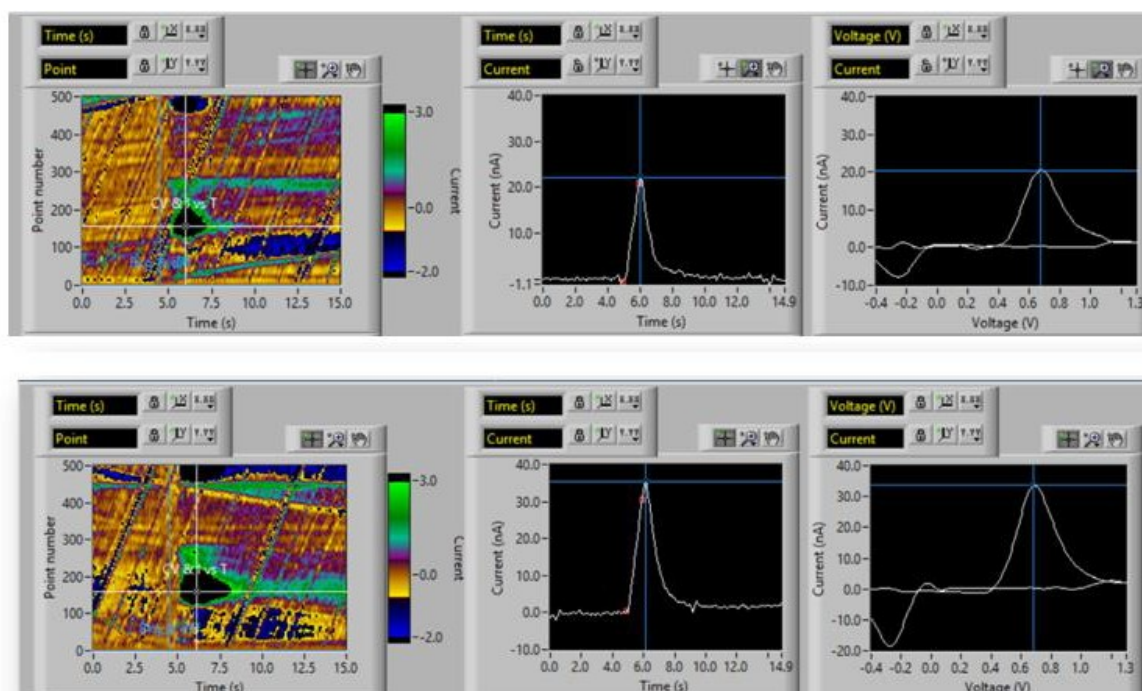 Time (s)
Point
Time (s)
Current
Voltage (V)
Current
Point number
500
400
300
200
100
0
0.0 2.5 5.0 7.5 10.0 12.5 15.0
Time (s)
CV & I vs T
3.0
0.0
-2.0
Current
Current (nA)
40.0
30.0
20.0
10.0
-1.1
0.0 2.0 4.0 6.0 8.0 10.0 12.0 14.9
Time (s)
Current (nA)
40.0
30.0
20.0
10.0
0.0
-10.0
-0.4 -0.2 0.0 0.2 0.4 0.6 0.8 1.0 1.3
Voltage (V)
Time (s)
Point
Time (s)
Current
Voltage (V)
Current
Point number
500
400
300
200
100
0
0.0 2.5 5.0 7.5 10.0 12.5 15.0
Time (s)
CV & I vs T
3.0
0.0
-2.0
Current
Current (nA)
40.0
30.0
20.0
10.0
0.0
-10.0
0.0 2.0 4.0 6.0 8.0 10.0 12.0 14.9
Time (s)
Current (nA)
40.0
30.0
20.0
10.0
0.0
-10.0
-20.0
-0.4 -0.2 0.0 0.2 0.4 0.6 0.8 1.0 1.3
Voltage (V)